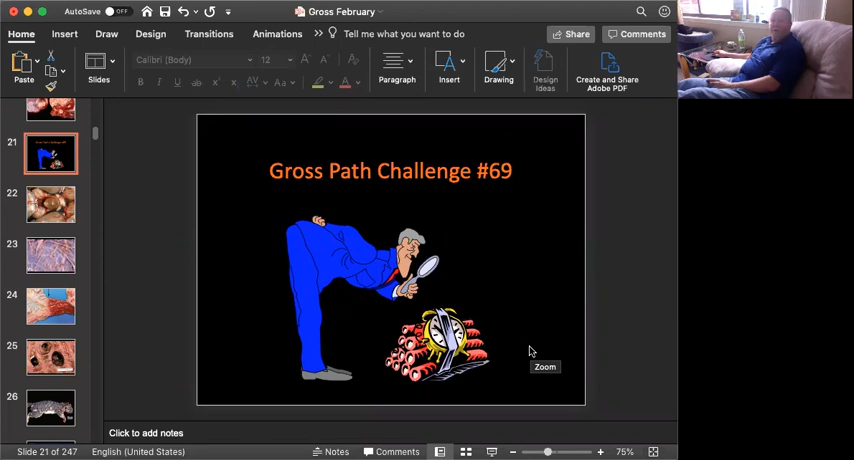 AutoSave OFF
Gross February
Home Insert Draw Design Transitions Animations Tell me what you want to do Share Comments
Calibri (Body) 12
Paste Slides Paragraph Insert Drawing Design Ideas Create and Share Adobe PDF
B I U ab X X AV Aa A
21
22
23
24
25
26
Gross Path Challenge #69
Zoom
Click to add notes
Slide 21 of 247 English (United States) Notes Comments 75%